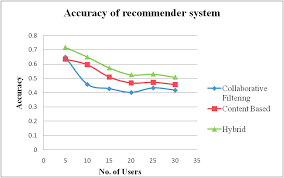 Accuracy of recommender system
0.8
0.7
0.6
0.5
0.4
0.3
0.2
0.1
0
Accuracy
0 5 10 15 20 25 30 35
No. of Users
Collaborative
Filtering
Content Based
Hybrid